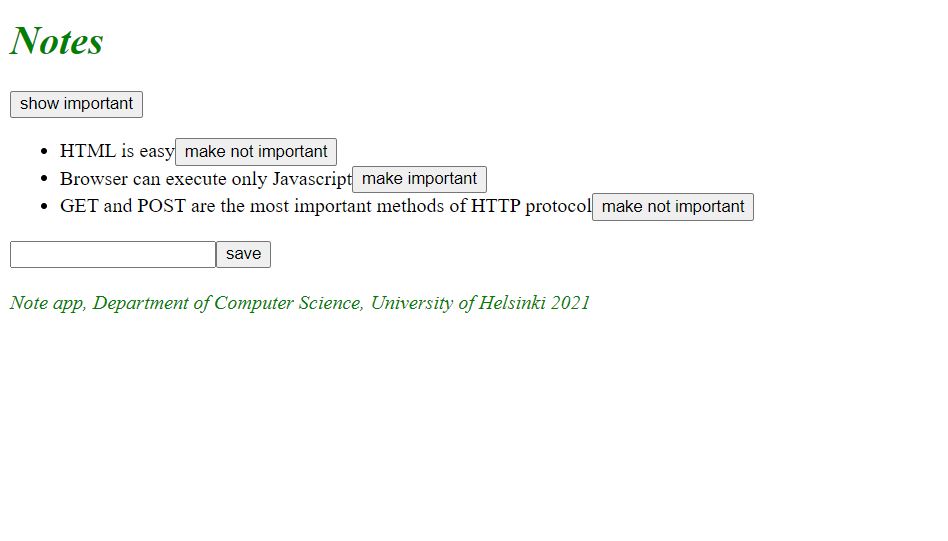 Notes
show important
HTML is easy make not important
Browser can execute only Javascript make important
GET and POST are the most important methods of HTTP protocol make not important
save
Note app, Department of Computer Science, University of Helsinki 2021